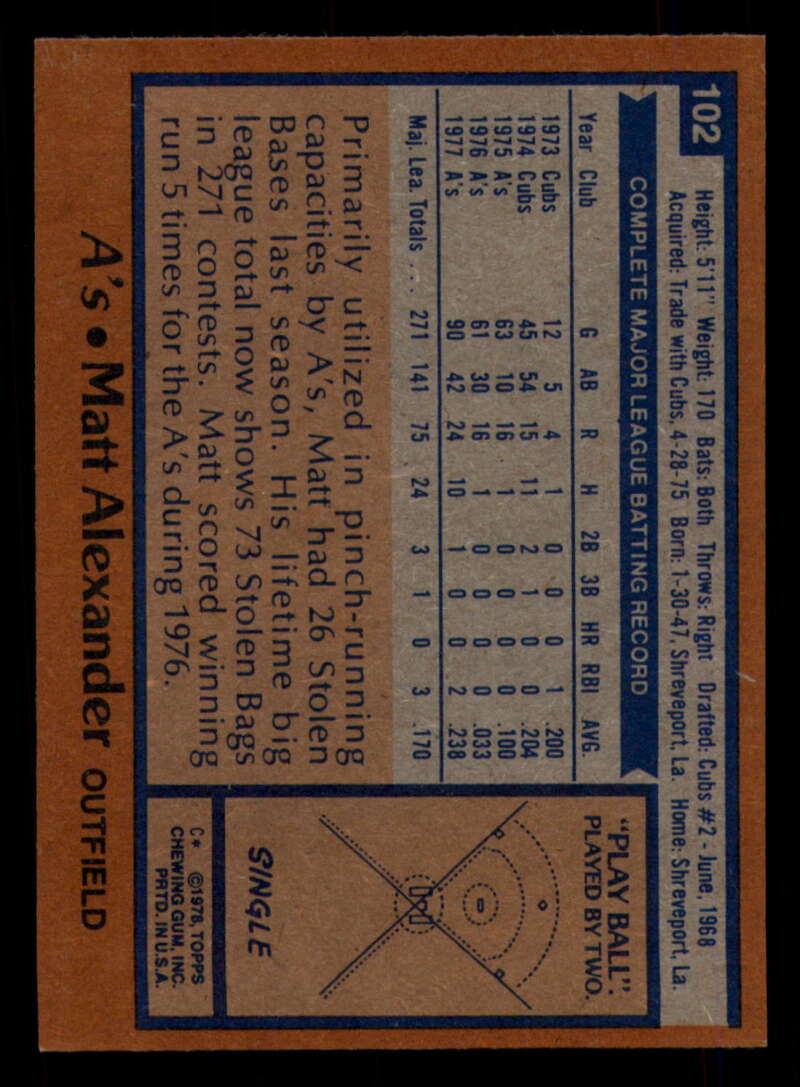 102
Height: 5'11" Weight: 170 Bats: Both Throws: Right Drafted: Cubs #2 - June, 1968
Acquired: Trade with Cubs, 4-28-75 Born: 1-30-47, Shreveport, La. Home: Shreveport, La.
COMPLETE MAJOR LEAGUE BATTING RECORD
Year Club G AB R H 2B 3B HR RBI AVG.
1973 Cubs 12 5 4 1 0 0 0 1 .200
1974 Cubs 45 54 15 11 2 1 0 0 .204
1975 A's 63 10 16 1 0 0 0 0 .100
1976 A's 61 30 16 1 0 0 0 0 .033
1977 A's 90 42 24 10 1 0 0 2 .238
Maj. Lea. Totals ... 271 141 75 24 3 1 0 3 .170
Primarily utilized in pinch-running
capacities by A's, Matt had 26 Stolen
Bases last season. His lifetime big
league total now shows 73 Stolen Bags
in 271 contests. Matt scored winning
run 5 times for the A's during 1976.
"PLAY BALL":
PLAYED BY TWO.
SINGLE
C* ©1978, TOPPS
CHEWING GUM, INC.
PRTD. IN U.S.A.
A's • Matt Alexander OUTFIELD